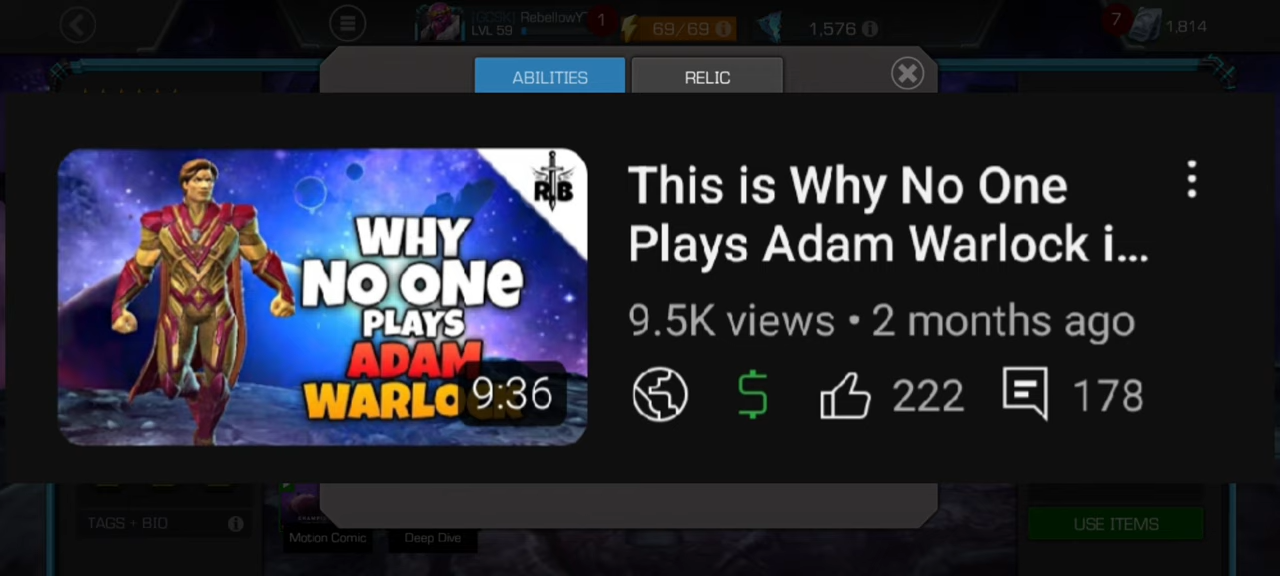 [GCSK] RebellowY
1
LVL 59
69/69
1,576
7
1,814
ABILITIES
RELIC
RB
WHY
NO ONE
PLAYS
ADAM
WARLO
9:36
This is Why No One
Plays Adam Warlock i...
9.5K views • 2 months ago
$ 222 178
TAGS + BIO
Motion Comic
Deep Dive
USE ITEMS